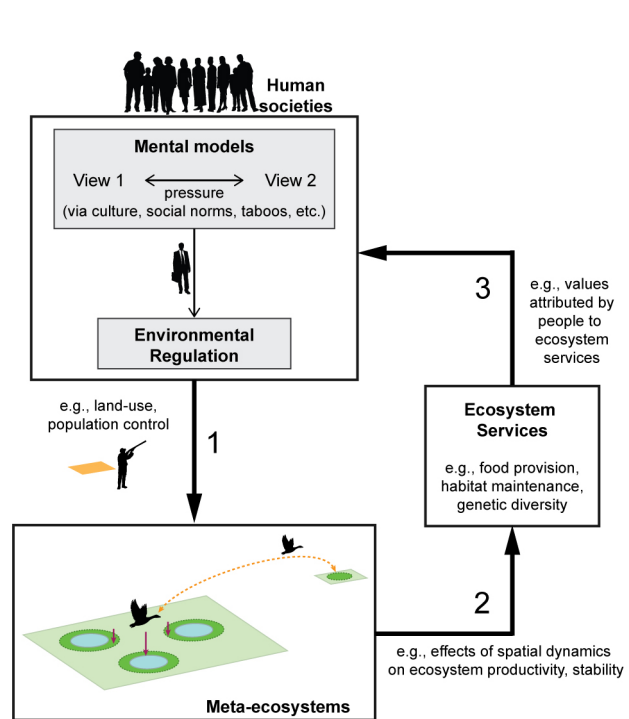 Human
societies
Mental models
View 1 View 2
pressure
(via culture, social norms, taboos, etc.)
Environmental
Regulation
e.g., land-use,
population control
1
3
e.g., values
attributed by
people to
ecosystem
services
Ecosystem
Services
e.g., food provision,
habitat maintenance,
genetic diversity
2
e.g., effects of spatial dynamics
on ecosystem productivity, stability
Meta-ecosystems